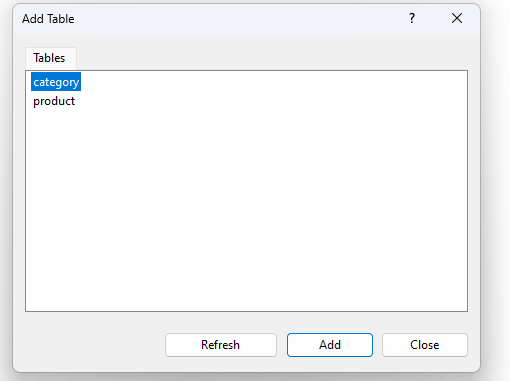 Add Table
?
Tables
category
product
Refresh
Add
Close